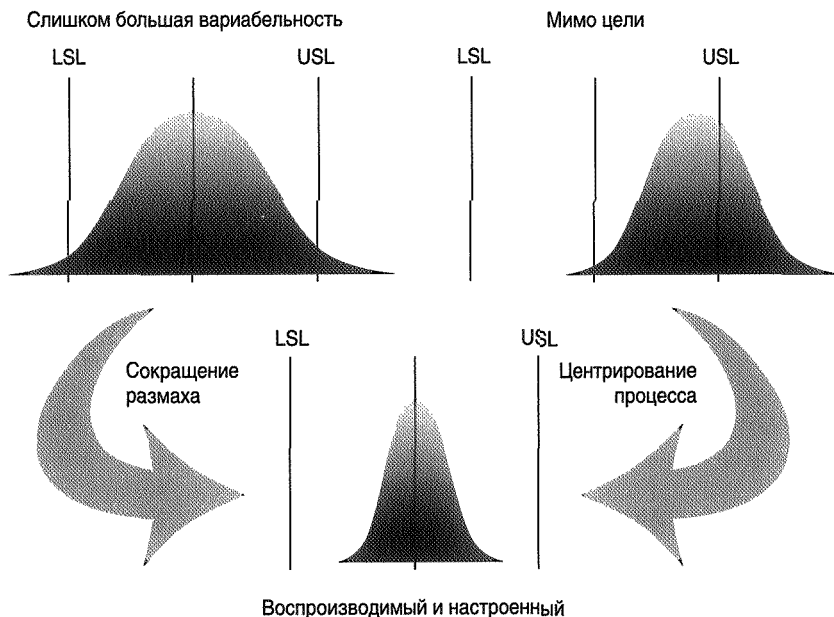 Слишком большая вариабельность
Мимо цели
LSL
USL
LSL
USL
LSL
USL
Сокращение
размаха
Центрирование
процесса
Воспроизводимый и настроенный